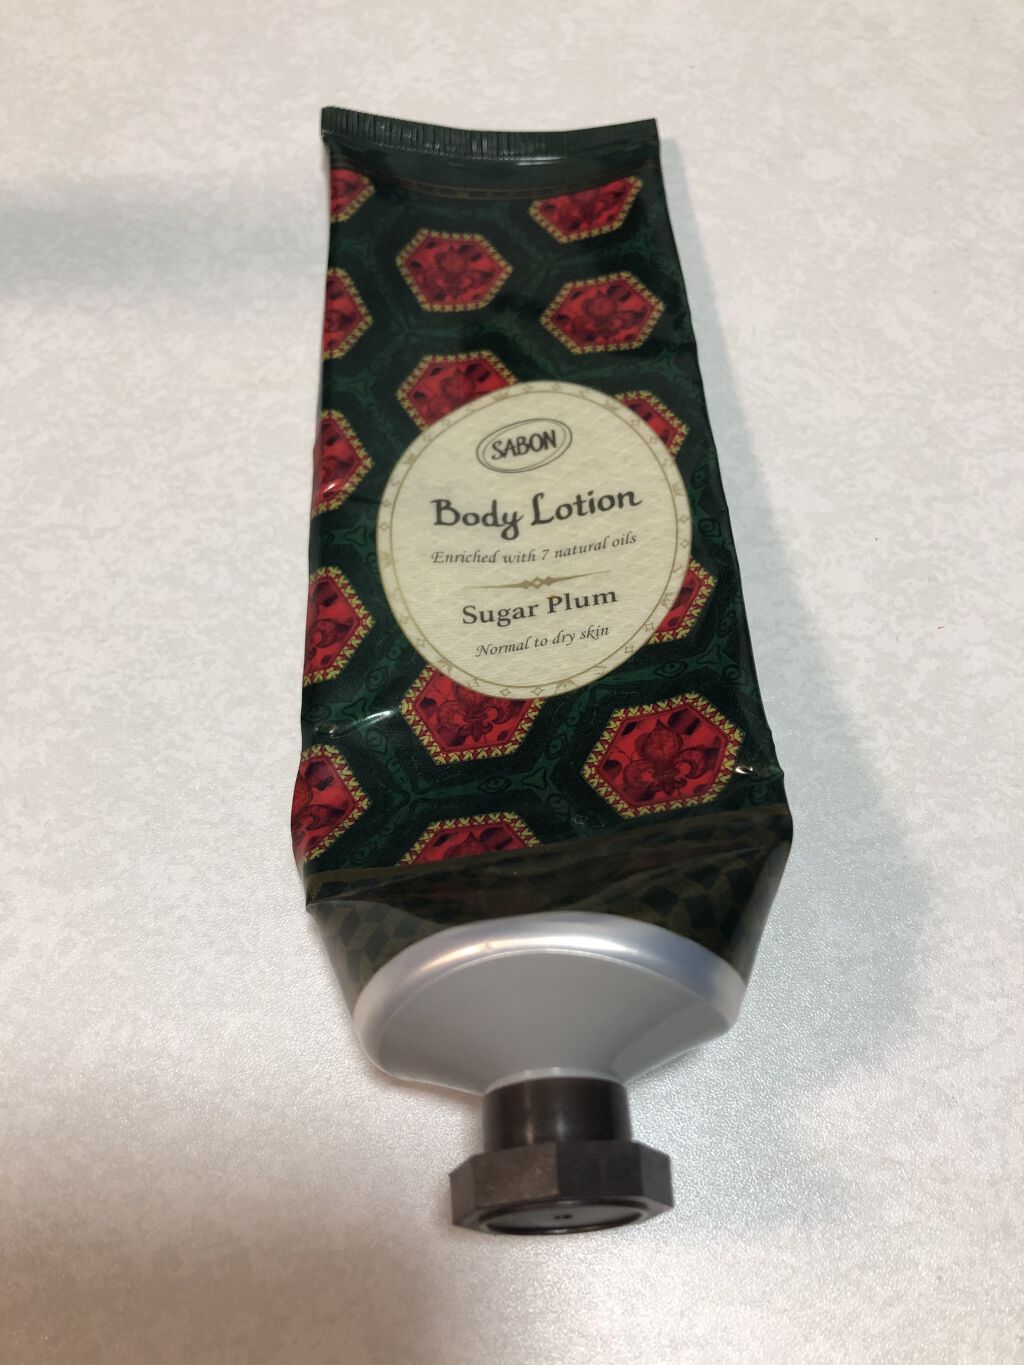 SABON
Body Lotion
Enriched with 7 natural oils
Sugar Plum
Normal to dry skin